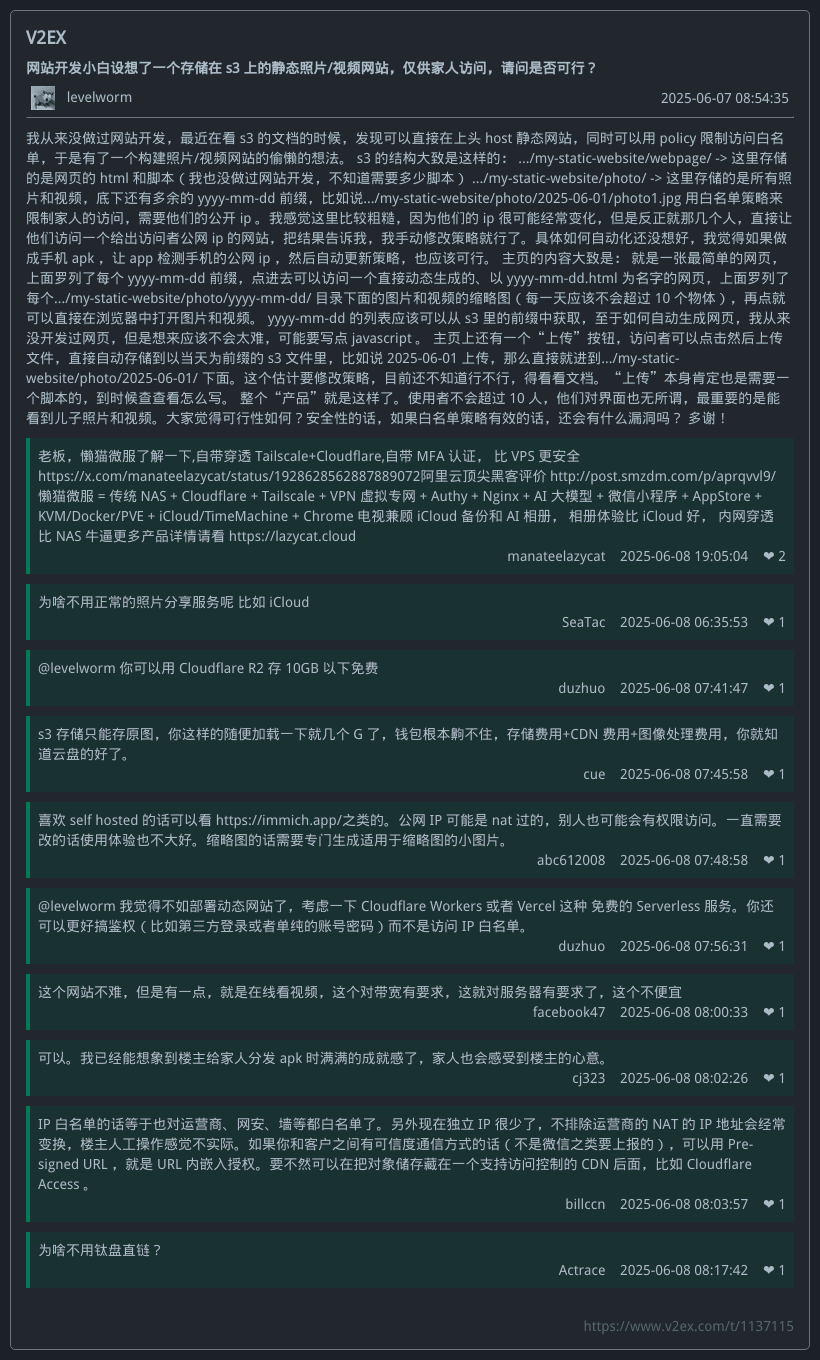 V2EX
网站开发小白设想了一个存储在 s3 上的静态照片/视频网站，仅供家人访问，请问是否可行？
levelworm 2025-06-07 08:54:35
我从来没做过网站开发，最近在看 s3 的文档的时候，发现可以直接在上头 host 静态网站，同时可以用 policy 限制访问白名
单，于是有了一个构建照片/视频网站的偷懒的想法。 s3 的结构大致是这样的： .../my-static-website/webpage/ -> 这里存储
的是网页的 html 和脚本（我也没做过网站开发，不知道需要多少脚本） .../my-static-website/photo/ -> 这里存储的是所有照
片和视频，底下还有多余的 yyyy-mm-dd 前缀，比如说.../my-static-website/photo/2025-06-01/photo1.jpg 用白名单策略来
限制家人的访问，需要他们的公开 ip 。我感觉这里比较粗糙，因为他们的 ip 很可能经常变化，但是反正就那几个人，直接让
他们访问一个给出访问者公网 ip 的网站，把结果告诉我，我手动修改策略就行了。具体如何自动化还没想好，我觉得如果做
成手机 apk ，让 app 检测手机的公网 ip ，然后自动更新策略，也应该可行。 主页的内容大致是： 就是一张最简单的网页，
上面罗列了每个 yyyy-mm-dd 前缀，点进去可以访问一个直接动态生成的、以 yyyy-mm-dd.html 为名字的网页，上面罗列了
每个.../my-static-website/photo/yyyy-mm-dd/ 目录下面的图片和视频的缩略图（每一天应该不会超过 10 个物体），再点就
可以直接在浏览器中打开图片和视频。 yyyy-mm-dd 的列表应该可以从 s3 里的前缀中获取，至于如何自动生成网页，我从来
没开发过网页，但是想来应该不会太难，可能要写点 javascript 。 主页上还有一个“上传”按钮，访问者可以点击然后上传
文件，直接自动存储到以当天为前缀的 s3 文件里，比如说 2025-06-01 上传，那么直接就进到.../my-static-
website/photo/2025-06-01/ 下面。这个估计要修改策略，目前还不知道行不行，得看看文档。“上传”本身肯定也是需要一
个脚本的，到时候查查看怎么写。 整个“产品”就是这样了。使用者不会超过 10 人，他们对界面也无所谓，最重要的是能
看到儿子照片和视频。大家觉得可行性如何？安全性的话，如果白名单策略有效的话，还会有什么漏洞吗？ 多谢！
老板，懒猫微服了解一下,自带穿透 Tailscale+Cloudflare,自带 MFA 认证， 比 VPS 更安全
https://x.com/manateelazycat/status/1928628562887889072阿里云顶尖黑客评价 http://post.smzdm.com/p/aprqvvl9/
懒猫微服 = 传统 NAS + Cloudflare + Tailscale + VPN 虚拟专网 + Authy + Nginx + AI 大模型 + 微信小程序 + AppStore +
KVM/Docker/PVE + iCloud/TimeMachine + Chrome 电视兼顾 iCloud 备份和 AI 相册， 相册体验比 iCloud 好， 内网穿透
比 NAS 牛逼更多产品详情请看 https://lazycat.cloud
manateelazycat 2025-06-08 19:05:04 ❤ 2
为啥不用正常的照片分享服务呢 比如 iCloud
SeaTac 2025-06-08 06:35:53 ❤ 1
@levelworm 你可以用 Cloudflare R2 存 10GB 以下免费
duzhuo 2025-06-08 07:41:47 ❤ 1
s3 存储只能存原图，你这样的随便加载一下就几个 G 了，钱包根本齁不住，存储费用+CDN 费用+图像处理费用，你就知
道云盘的好了。
cue 2025-06-08 07:45:58 ❤ 1
喜欢 self hosted 的话可以看 https://immich.app/之类的。公网 IP 可能是 nat 过的，别人也可能会有权限访问。一直需要
改的话使用体验也不大好。缩略图的话需要专门生成适用于缩略图的小图片。
abc612008 2025-06-08 07:48:58 ❤ 1
@levelworm 我觉得不如部署动态网站了，考虑一下 Cloudflare Workers 或者 Vercel 这种 免费的 Serverless 服务。你还
可以更好搞鉴权（比如第三方登录或者单纯的账号密码）而不是访问 IP 白名单。
duzhuo 2025-06-08 07:56:31 ❤ 1
这个网站不难，但是有一点，就是在线看视频，这个对带宽有要求，这就对服务器有要求了，这个不便宜
facebook47 2025-06-08 08:00:33 ❤ 1
可以。我已经能想象到楼主给家人分发 apk 时满满的成就感了，家人也会感受到楼主的心意。
cj323 2025-06-08 08:02:26 ❤ 1
IP 白名单的话等于也对运营商、网安、墙等都白名单了。另外现在独立 IP 很少了，不排除运营商的 NAT 的 IP 地址会经常
变换，楼主人工操作感觉不实际。如果你和客户之间有可信度通信方式的话（不是微信之类要上报的），可以用 Pre-
signed URL ，就是 URL 内嵌入授权。要不然可以在把对象储存藏在一个支持访问控制的 CDN 后面，比如 Cloudflare
Access 。
billccn 2025-06-08 08:03:57 ❤ 1
为啥不用钛盘直链？
Actrace 2025-06-08 08:17:42 ❤ 1
https://www.v2ex.com/t/1137115